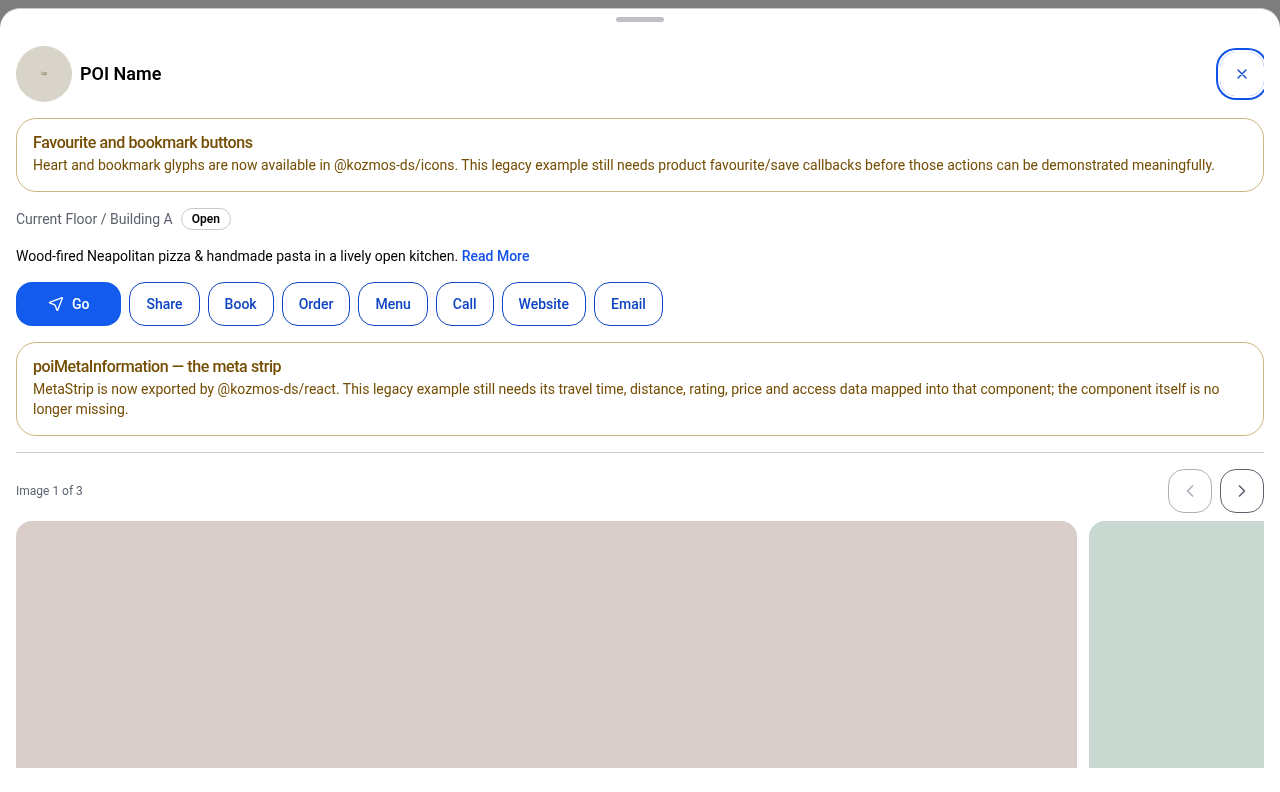 POI Name
Favourite and bookmark buttons
Heart and bookmark glyphs are now available in @kozmos-ds/icons. This legacy example still needs product favourite/save callbacks before those actions can be demonstrated meaningfully.
Current Floor / Building A
Open
Wood-fired Neapolitan pizza & handmade pasta in a lively open kitchen. Read More
Go
Share
Book
Order
Menu
Call
Website
Email
poiMetaInformation — the meta strip
MetaStrip is now exported by @kozmos-ds/react. This legacy example still needs its travel time, distance, rating, price and access data mapped into that component; the component itself is no
longer missing.
Image 1 of 3